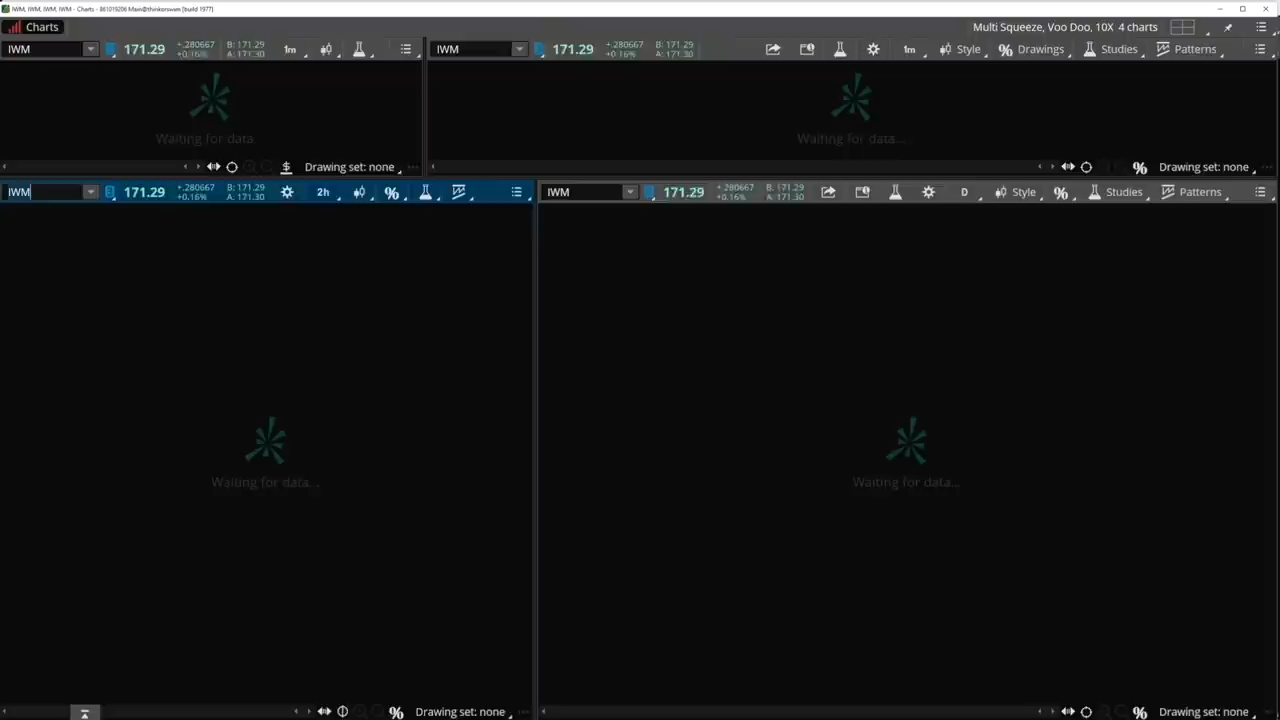 IWM, IWM, IWM, IWM - Charts - 861019206 Main@thinkorswim [build 1977]
Charts
Multi Squeeze, Voo Doo, 10X 4 charts
IWM 171.29 +.280667 +0.16% B: 171.29 A: 171.30 1m
IWM 171.29 +.280667 +0.16% B: 171.29 A: 171.30 1m Style Drawings Studies Patterns
Waiting for data...
Waiting for data...
Drawing set: none
Drawing set: none
IWM 171.29 +.280667 +0.16% B: 171.29 A: 171.30 2h
IWM 171.29 +.280667 +0.16% B: 171.29 A: 171.30 D Style Studies Patterns
Waiting for data...
Waiting for data...
Drawing set: none
Drawing set: none